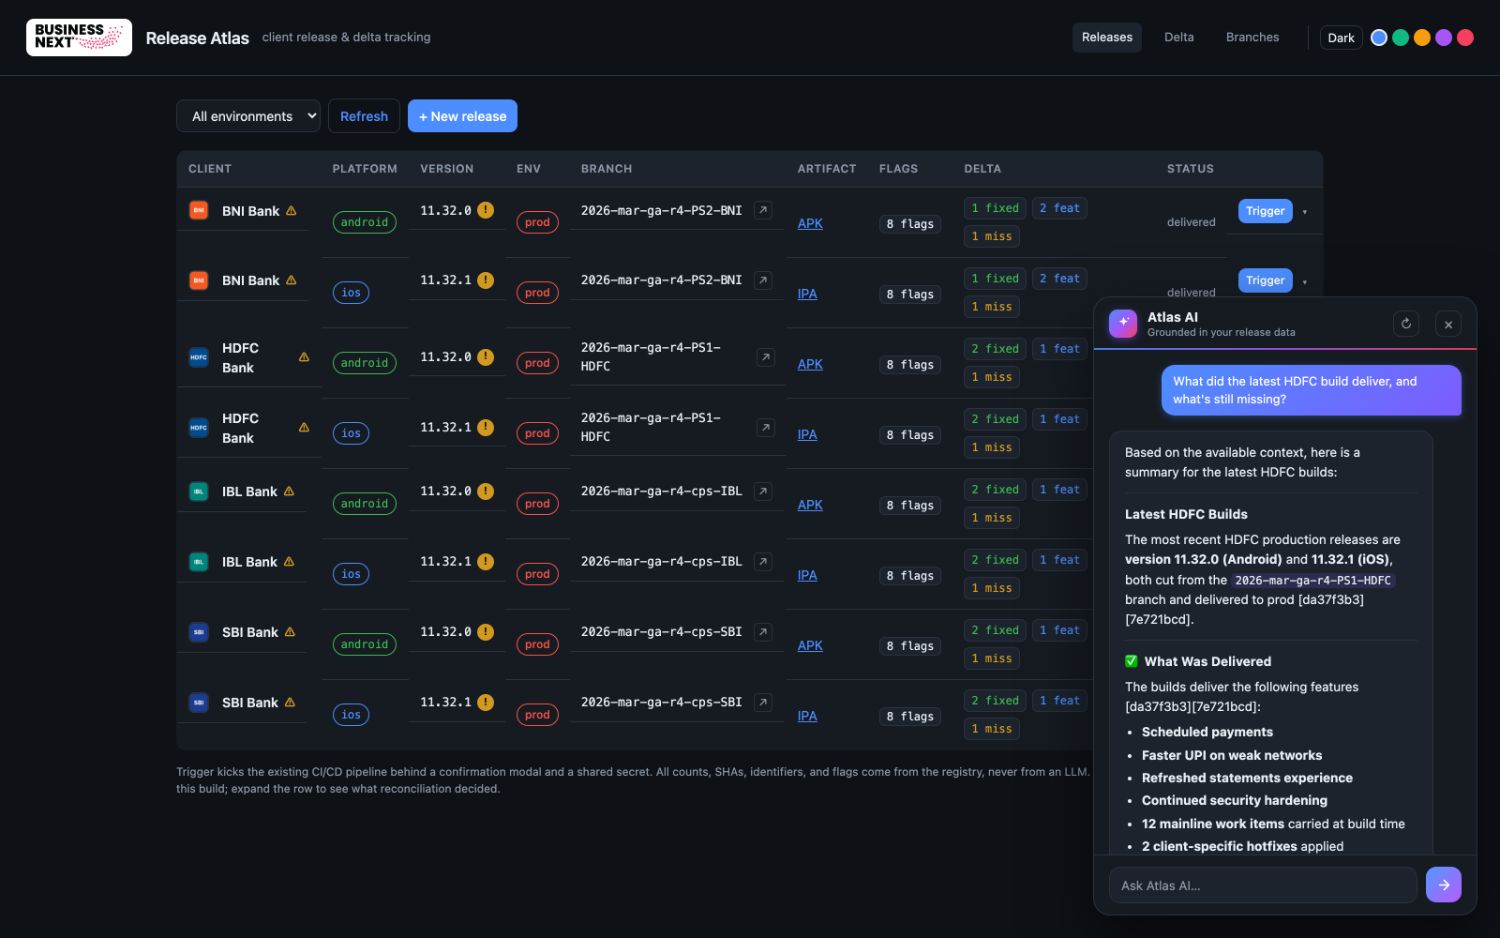 BUSINESS
NEXT
Release Atlas
client release & delta tracking
Releases
Delta
Branches
Dark
All environments
Refresh
+ New release
CLIENT PLATFORM VERSION ENV BRANCH ARTIFACT FLAGS DELTA STATUS
BNI BNI Bank android 11.32.0 ! prod 2026-mar-ga-r4-PS2-BNI APK 8 flags 1 fixed 2 feat 1 miss delivered Trigger
BNI BNI Bank ios 11.32.1 ! prod 2026-mar-ga-r4-PS2-BNI IPA 8 flags 1 fixed 2 feat 1 miss delivered Trigger
HDFC HDFC Bank android 11.32.0 ! prod 2026-mar-ga-r4-PS1-HDFC APK 8 flags 2 fixed 1 feat 1 miss
HDFC HDFC Bank ios 11.32.1 ! prod 2026-mar-ga-r4-PS1-HDFC IPA 8 flags 2 fixed 1 feat 1 miss
IBL IBL Bank android 11.32.0 ! prod 2026-mar-ga-r4-cps-IBL APK 8 flags 2 fixed 1 feat 1 miss
IBL IBL Bank ios 11.32.1 ! prod 2026-mar-ga-r4-cps-IBL IPA 8 flags 2 fixed 1 feat 1 miss
SBI SBI Bank android 11.32.0 ! prod 2026-mar-ga-r4-cps-SBI APK 8 flags 2 fixed 1 feat 1 miss
SBI SBI Bank ios 11.32.1 ! prod 2026-mar-ga-r4-cps-SBI IPA 8 flags 2 fixed 1 feat 1 miss
Trigger kicks the existing CI/CD pipeline behind a confirmation modal and a shared secret. All counts, SHAs, identifiers, and flags come from the registry, never from an LLM.
this build; expand the row to see what reconciliation decided.
Atlas AI
Grounded in your release data
What did the latest HDFC build deliver, and
what's still missing?
Based on the available context, here is a
summary for the latest HDFC builds:
Latest HDFC Builds
The most recent HDFC production releases are
version 11.32.0 (Android) and 11.32.1 (iOS),
both cut from the 2026-mar-ga-r4-PS1-HDFC
branch and delivered to prod [da37f3b3]
[7e721bcd].
✅ What Was Delivered
The builds deliver the following features
[da37f3b3][7e721bcd]:
• Scheduled payments
• Faster UPI on weak networks
• Refreshed statements experience
• Continued security hardening
• 12 mainline work items carried at build time
• 2 client-specific hotfixes applied
Ask Atlas AI...